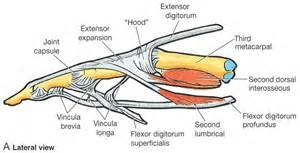 Extensor
digitorum
"Hood"
Extensor
expansion
Third
metacarpal
Joint
capsule
Second dorsal
interosseous
Vincula
brevia
Vincula
longa
Flexor digitorum
superficialis
Second
lumbrical
Flexor digitorum
profundus
A Lateral view